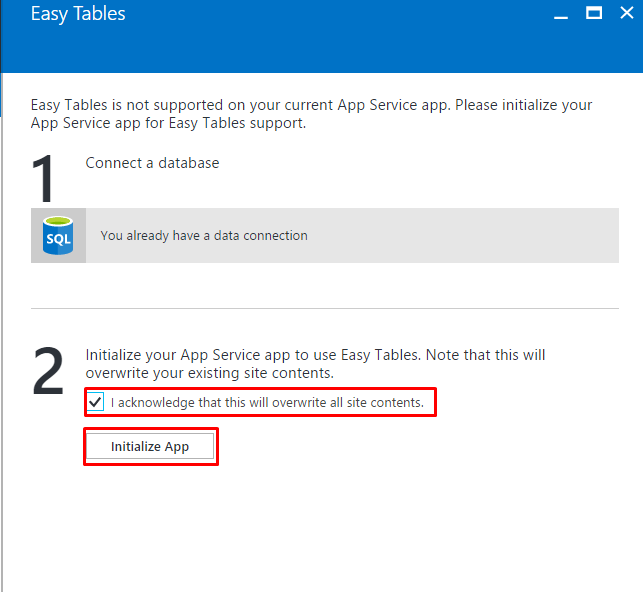 Easy Tables
Easy Tables is not supported on your current App Service app. Please initialize your
App Service app for Easy Tables support.
1
Connect a database
SQL
You already have a data connection
2
Initialize your App Service app to use Easy Tables. Note that this will
overwrite your existing site contents.
I acknowledge that this will overwrite all site contents.
Initialize App